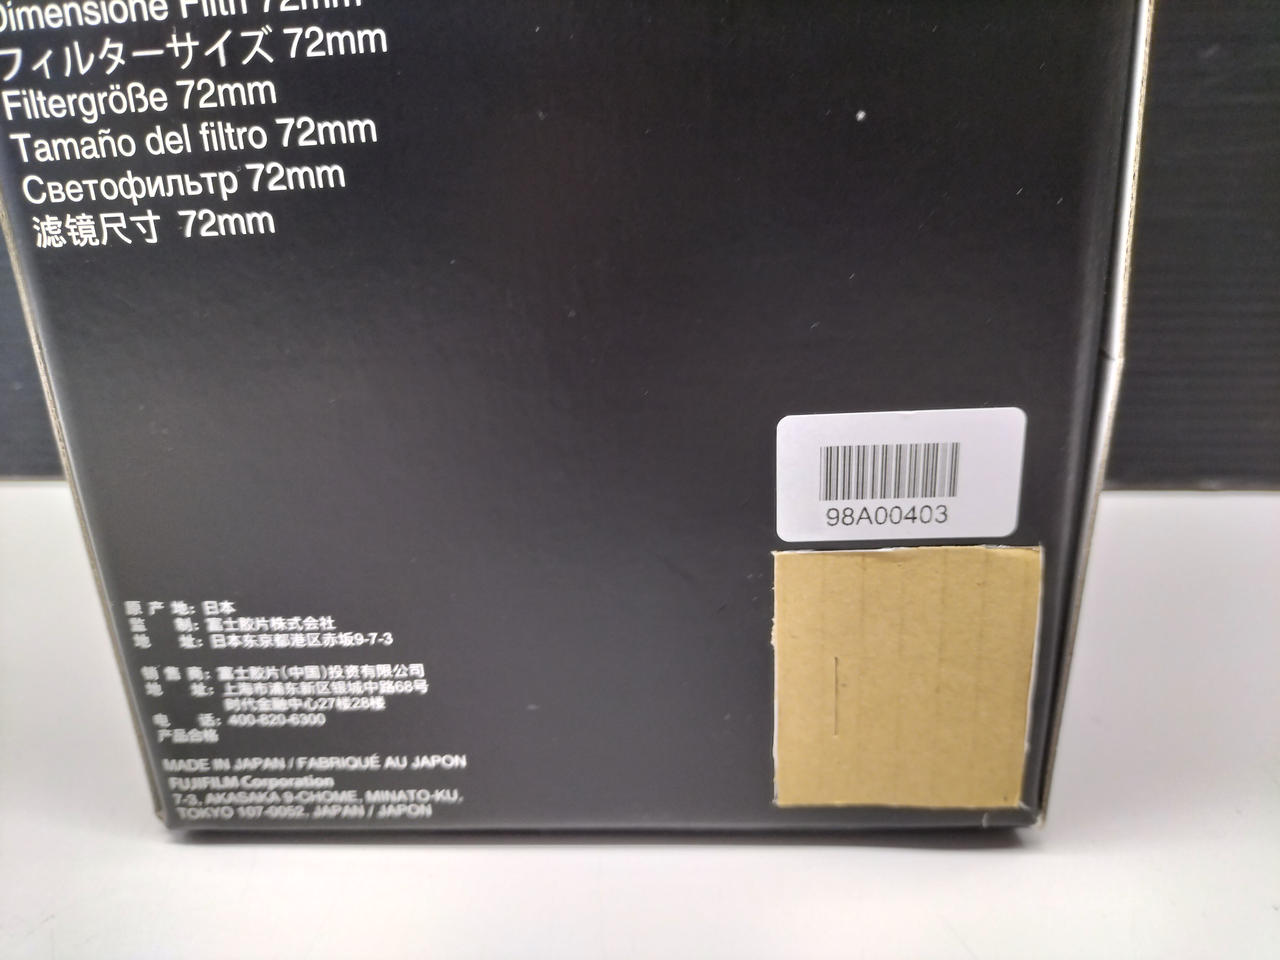 Dimensione Filtri 72mm
フィルターサイズ 72mm
Filtergröße 72mm
Tamaño del filtro 72mm
Светофильтр 72mm
滤镜尺寸 72mm
98A00403
原 产 地: 日本
监 制: 富士胶片株式会社
地 址: 日本东京都港区赤坂9-7-3
销 售 商: 富士胶片(中国)投资有限公司
地 址: 上海市浦东新区银城中路68号
时代金融中心27楼28楼
电 话: 400-820-6300
产品合格
MADE IN JAPAN / FABRIQUÉ AU JAPON
FUJIFILM Corporation
7-3, AKASAKA 9-CHOME, MINATO-KU,
TOKYO 107-0052, JAPAN / JAPON